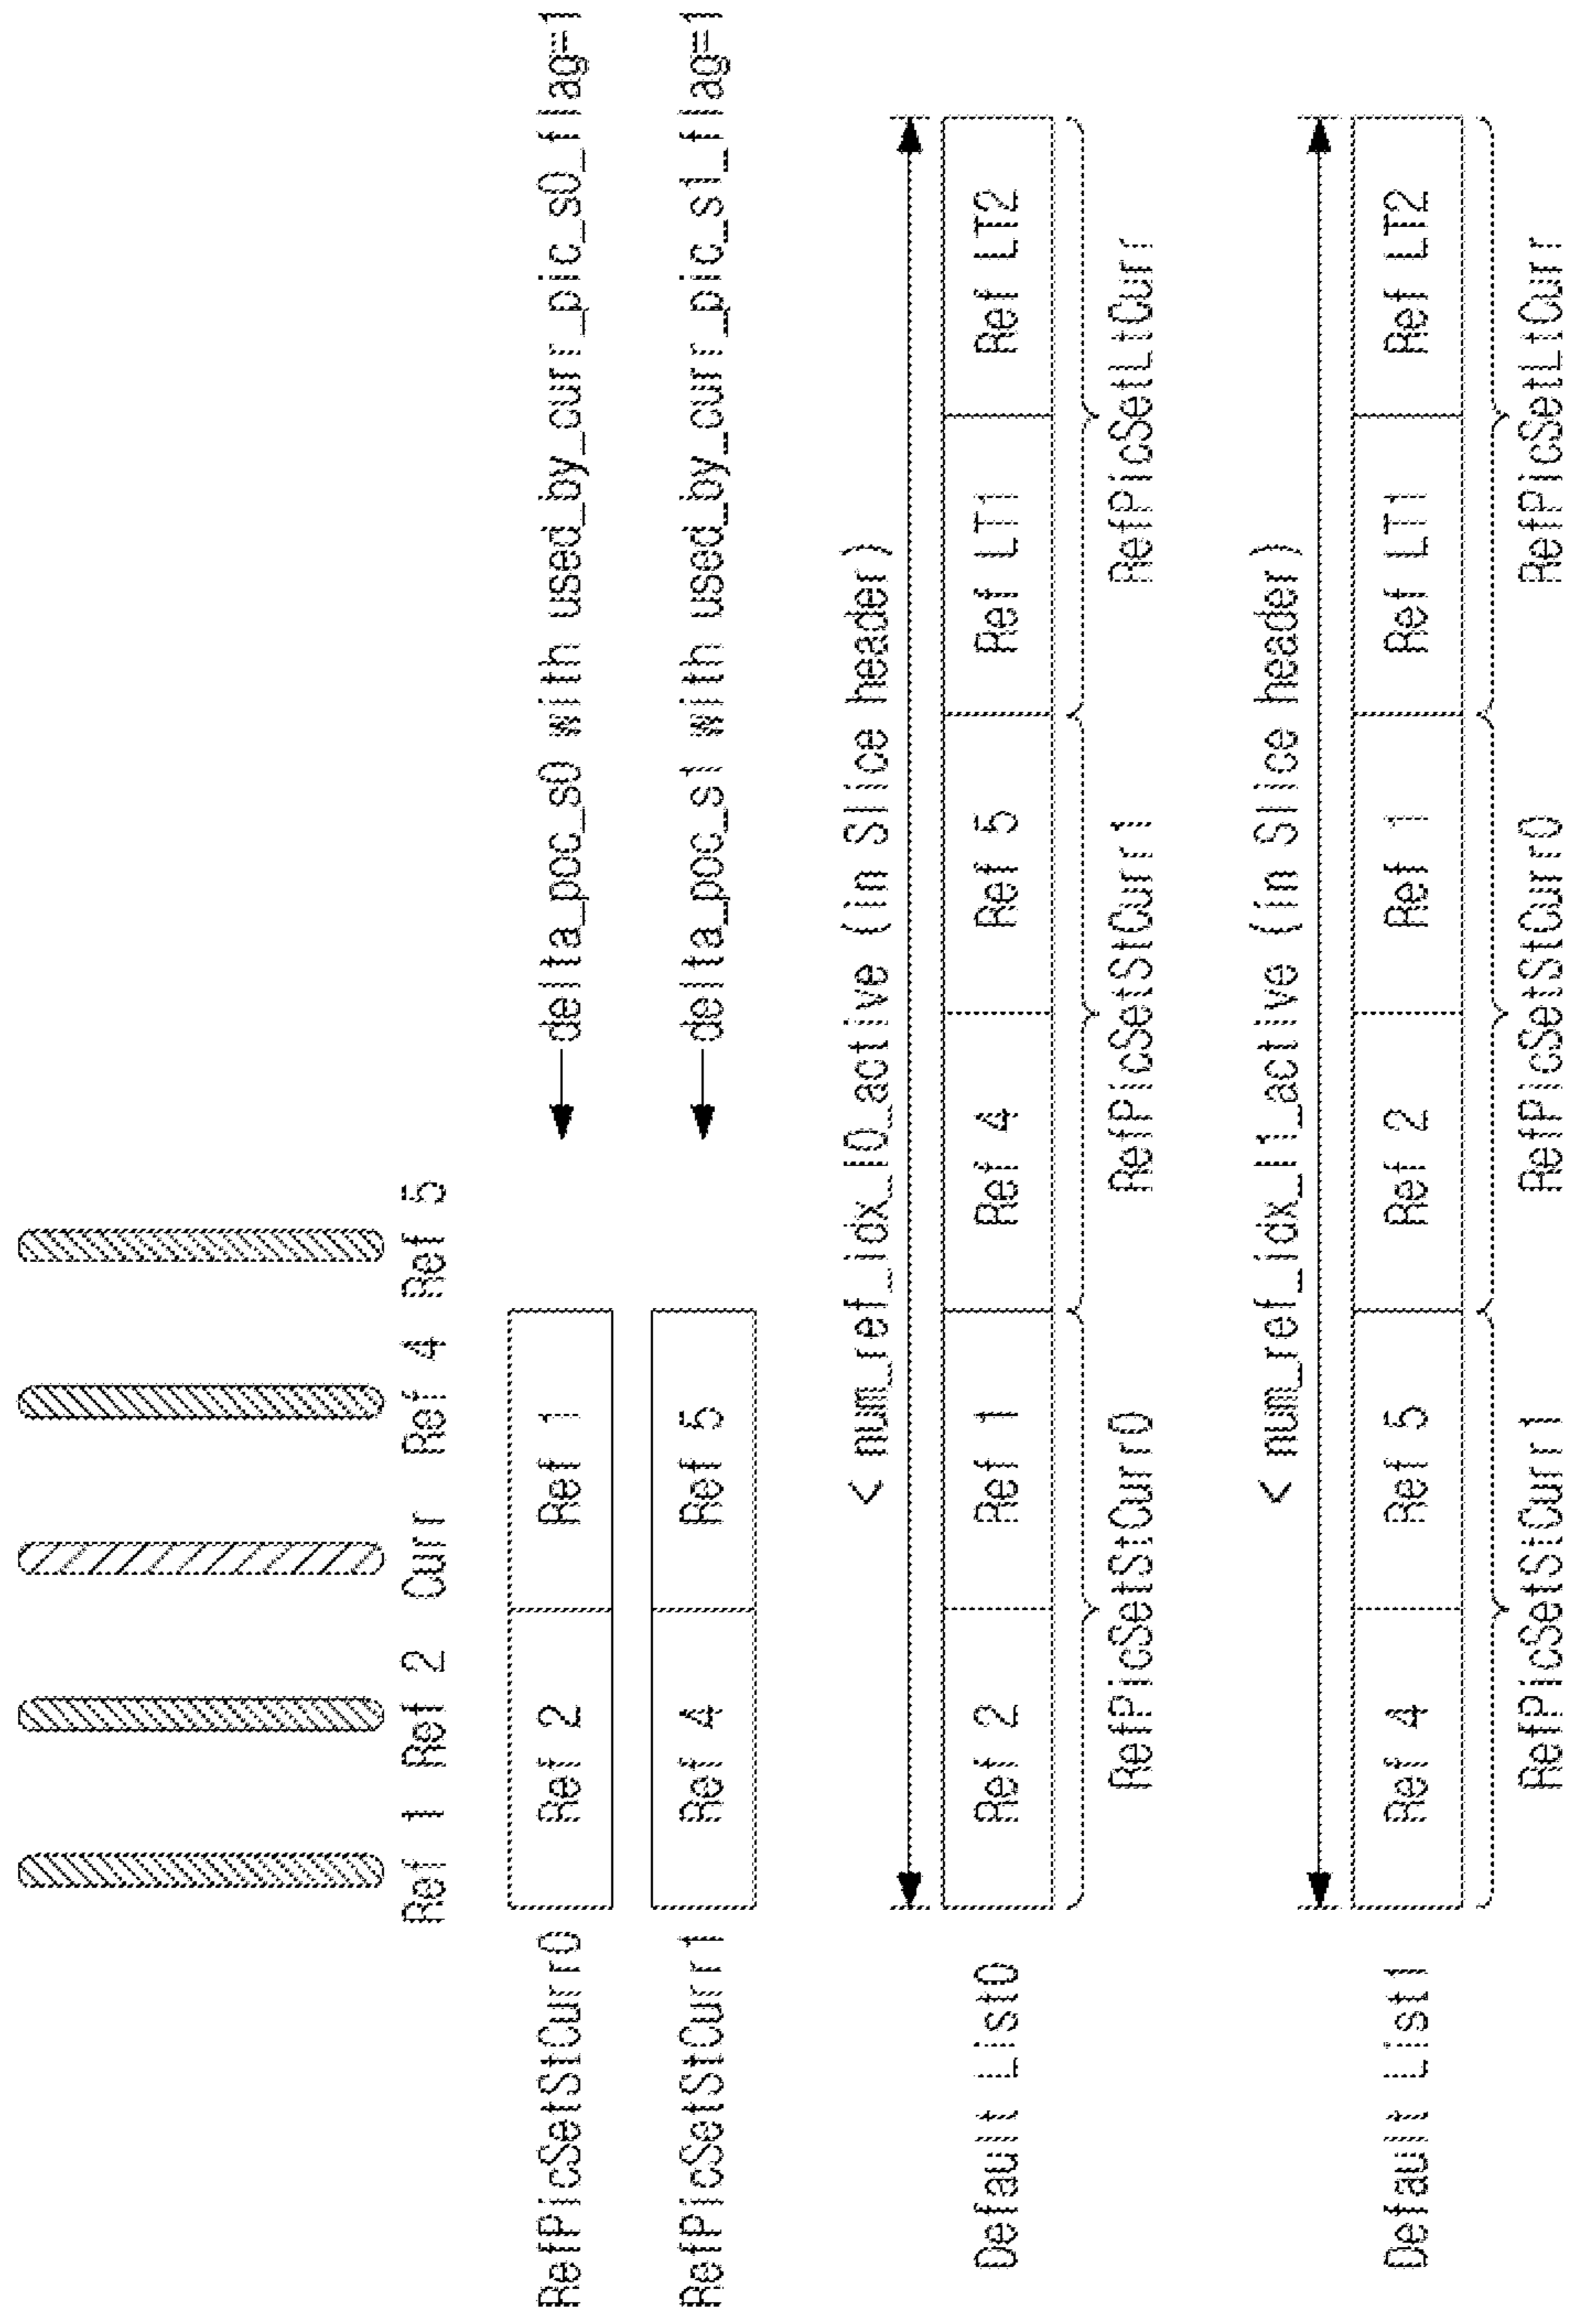 Ref 1 Ref 2 Curr Ref 4 Ref 5
RefPicSetStCurr0 Ref 2 Ref 1 delta_poc_s0 with used_by_curr_pic_s0_flag=1
RefPicSetStCurr1 Ref 4 Ref 5 delta_poc_s1 with used_by_curr_pic_s1_flag=1
< num_ref_idx_l0_active (in Slice header)
Default List0 Ref 2 Ref 1 Ref 4 Ref 5 Ref LT1 Ref LT2
RefPicSetStCurr0 RefPicSetStCurr1 RefPicSetLtCurr
< num_ref_idx_l1_active (in Slice header)
Default List1 Ref 4 Ref 5 Ref 2 Ref 1 Ref LT1 Ref LT2
RefPicSetStCurr1 RefPicSetStCurr0 RefPicSetLtCurr